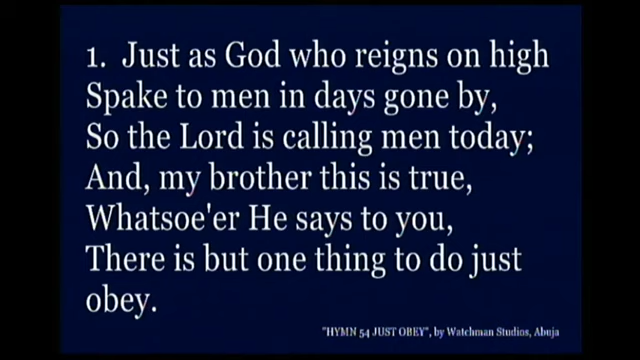 1. Just as God who reigns on high
Spake to men in days gone by,
So the Lord is calling men today;
And, my brother this is true,
Whatsoe'er He says to you,
There is but one thing to do just
obey.
"HYMN 54 JUST OBEY", by Watchman Studios, Abuja